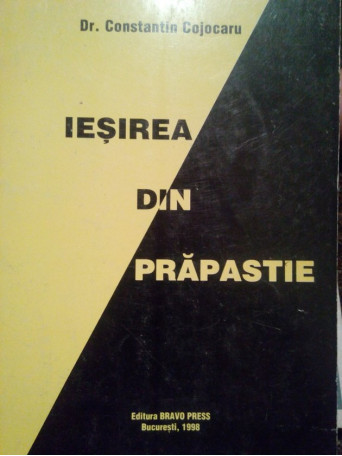 Dr. Constantin Cojocaru
IEŞIREA
DIN
PRĂPASTIE
Editura BRAVO PRESS
Bucureşti, 1998